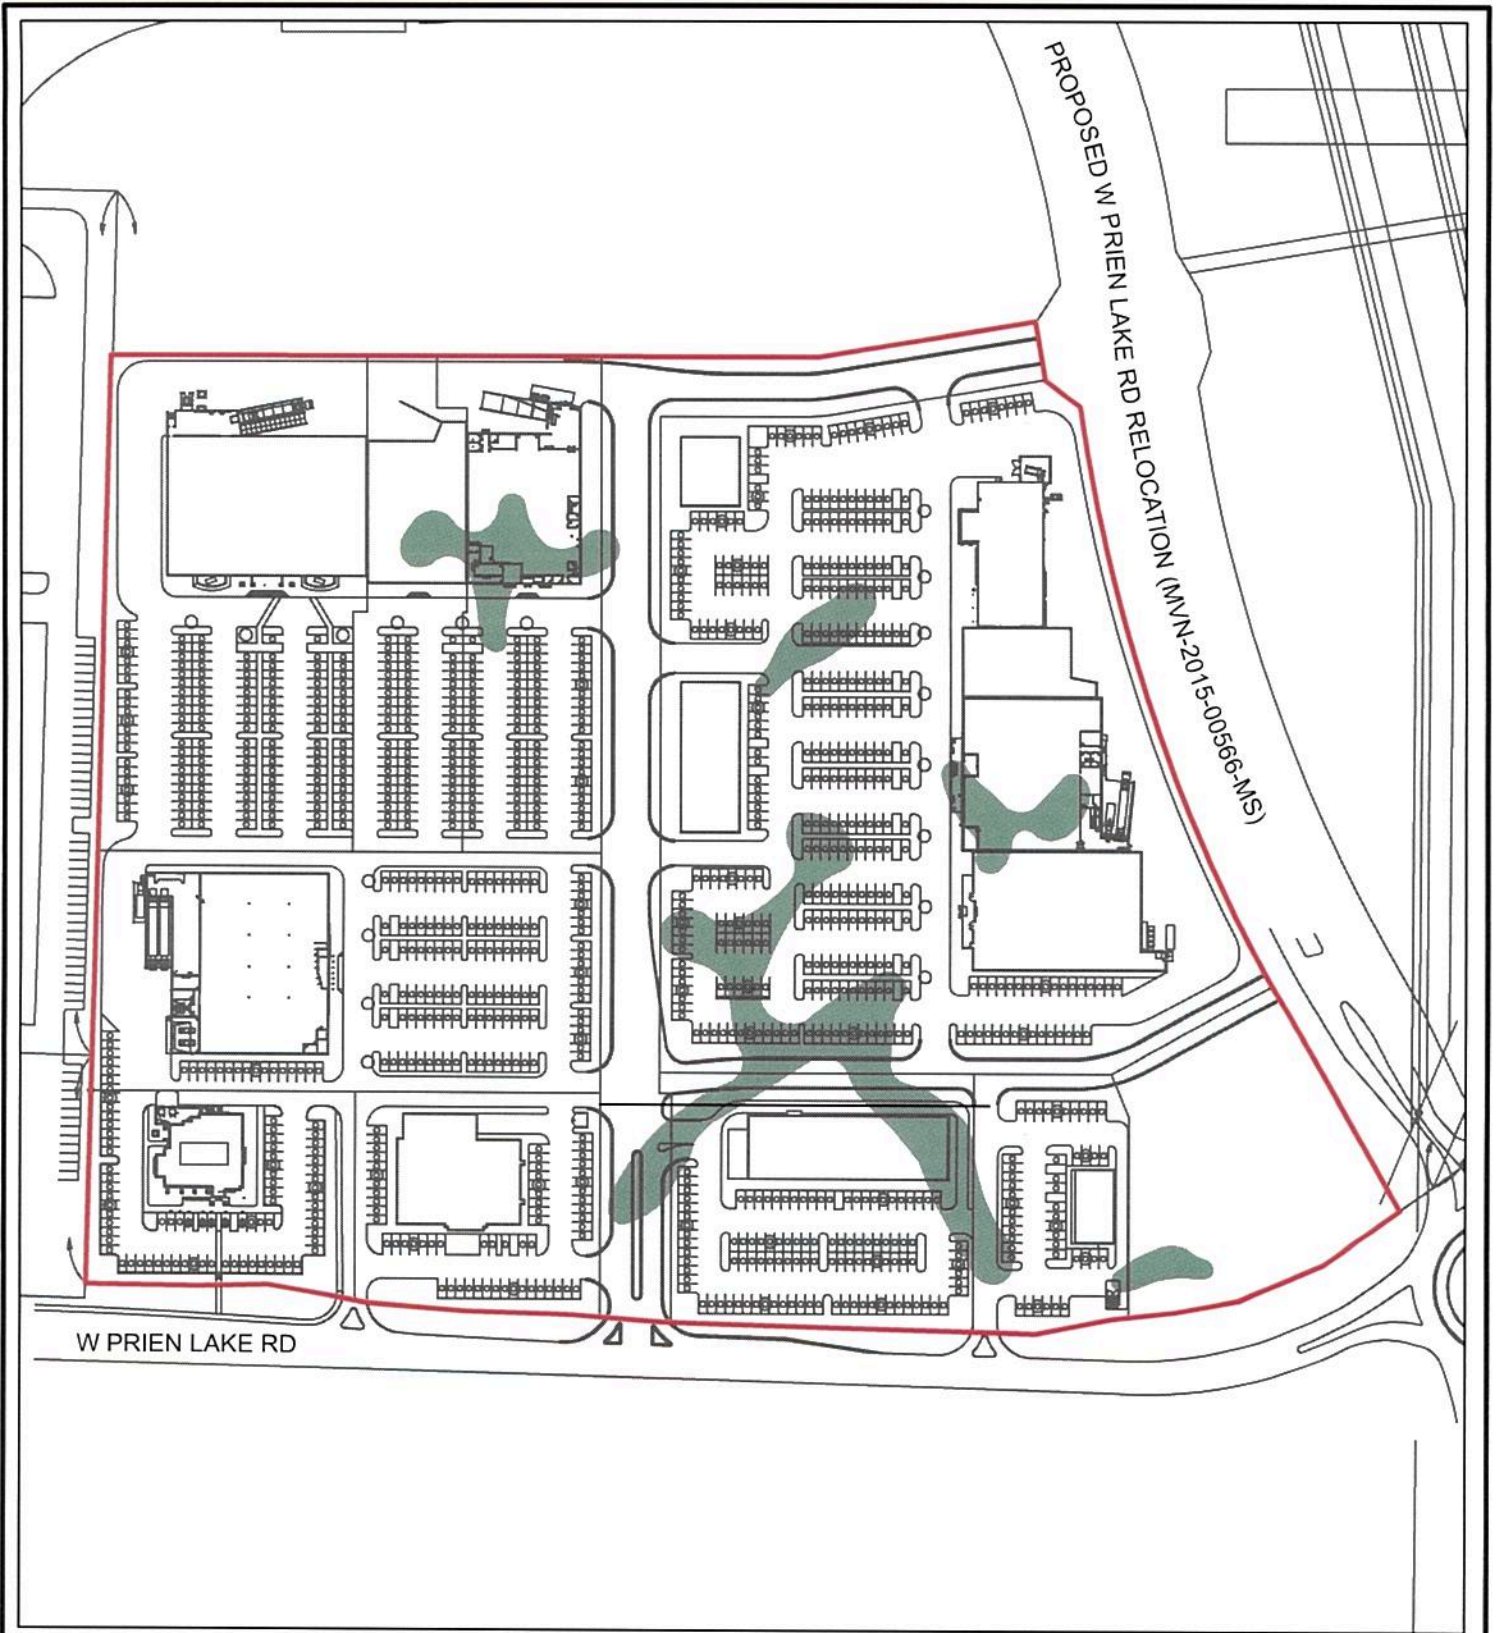 PROPOSED W PRIEN LAKE RD RELOCATION (MVN-2015-00566-MS)
W PRIEN LAKE RD